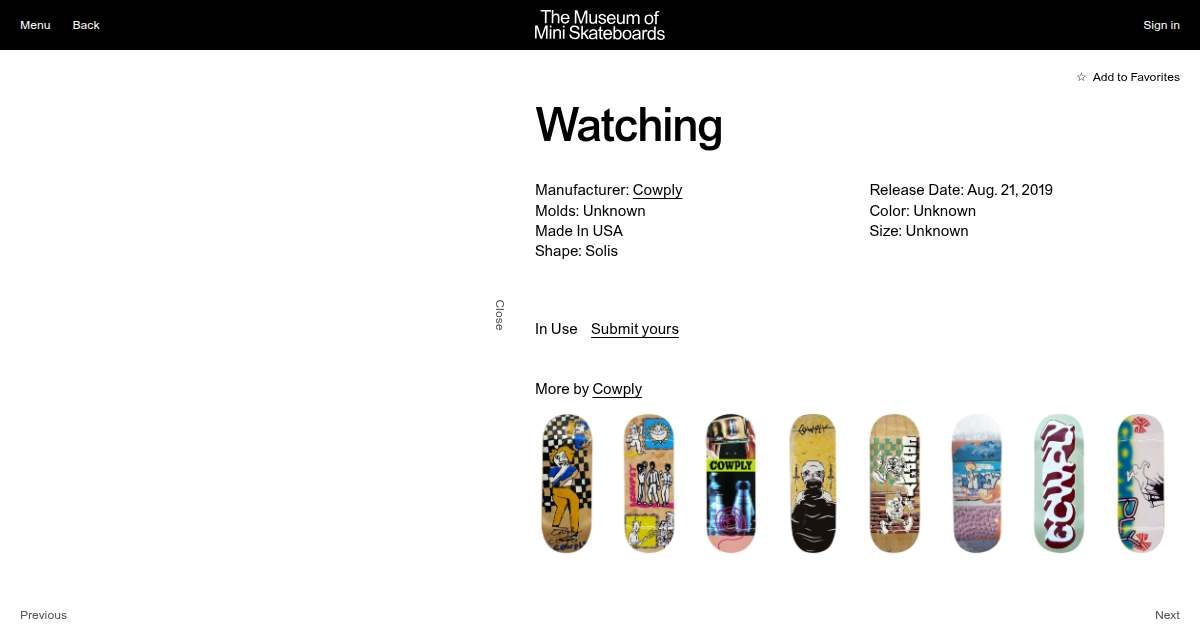 Menu
Back
The Museum of
Mini Skateboards
Sign in
☆ Add to Favorites
Watching
Manufacturer: Cowply
Molds: Unknown
Made In USA
Shape: Solis
Release Date: Aug. 21, 2019
Color: Unknown
Size: Unknown
Close
In Use Submit yours
More by Cowply
COWPLY
COWPLY
Previous
Next